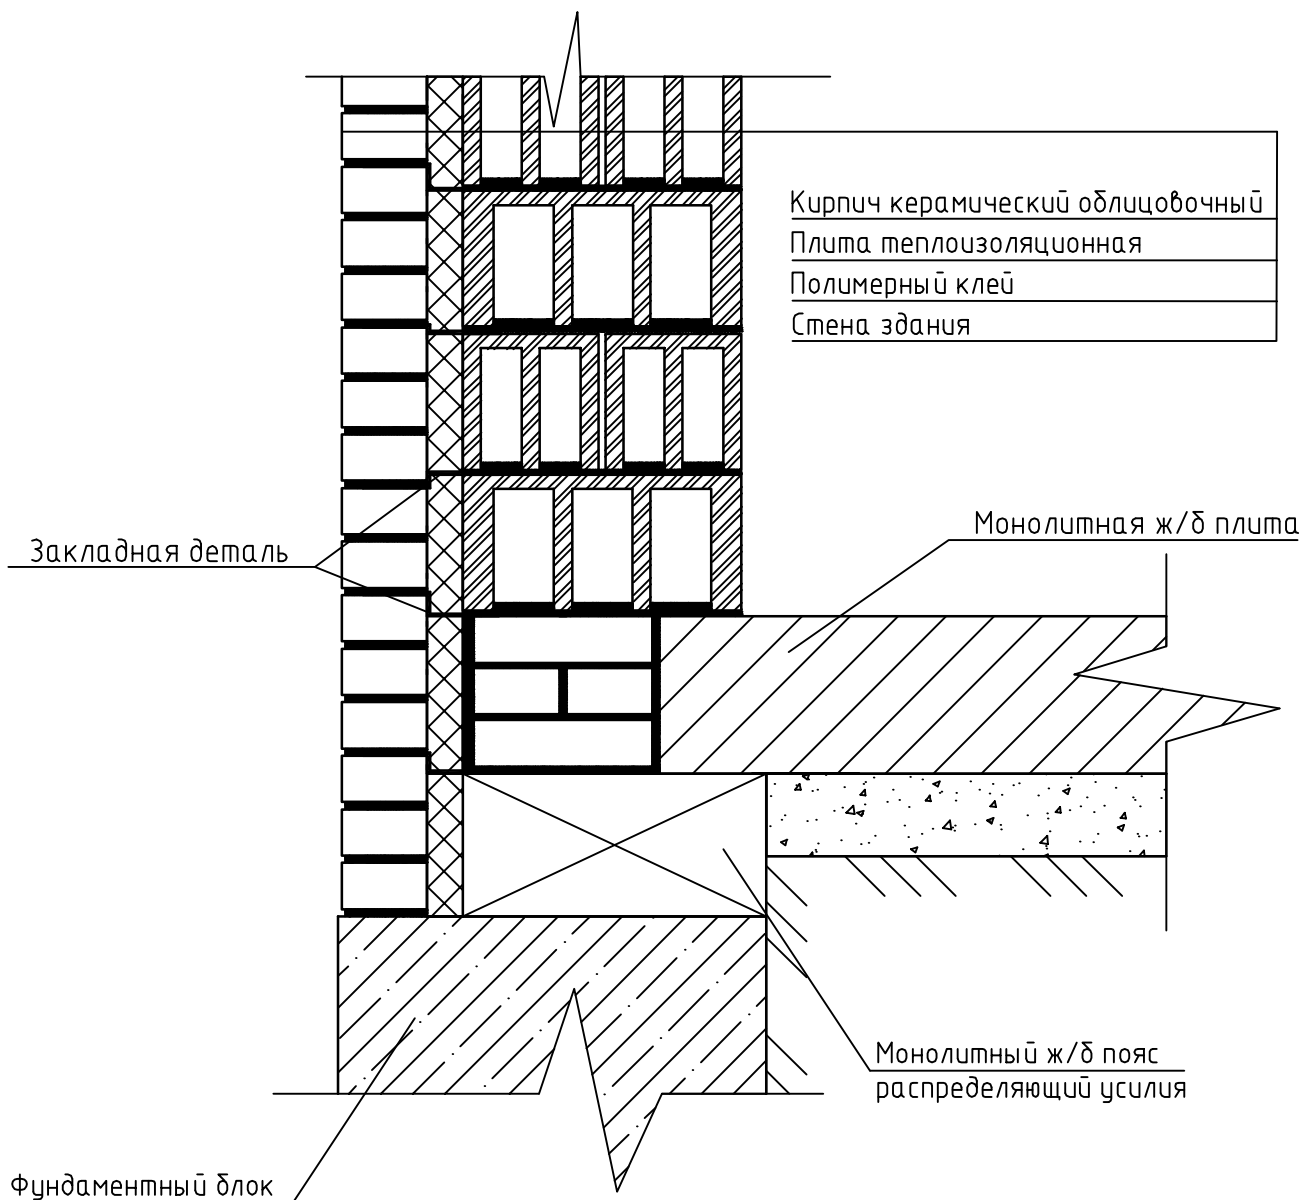 Кирпич керамический облицовочный
Плита теплоизоляционная
Полимерный клей
Стена здания
Монолитная ж/б плита
Закладная деталь
Монолитный ж/б пояс
распределяющий усилия
Фундаментный блок